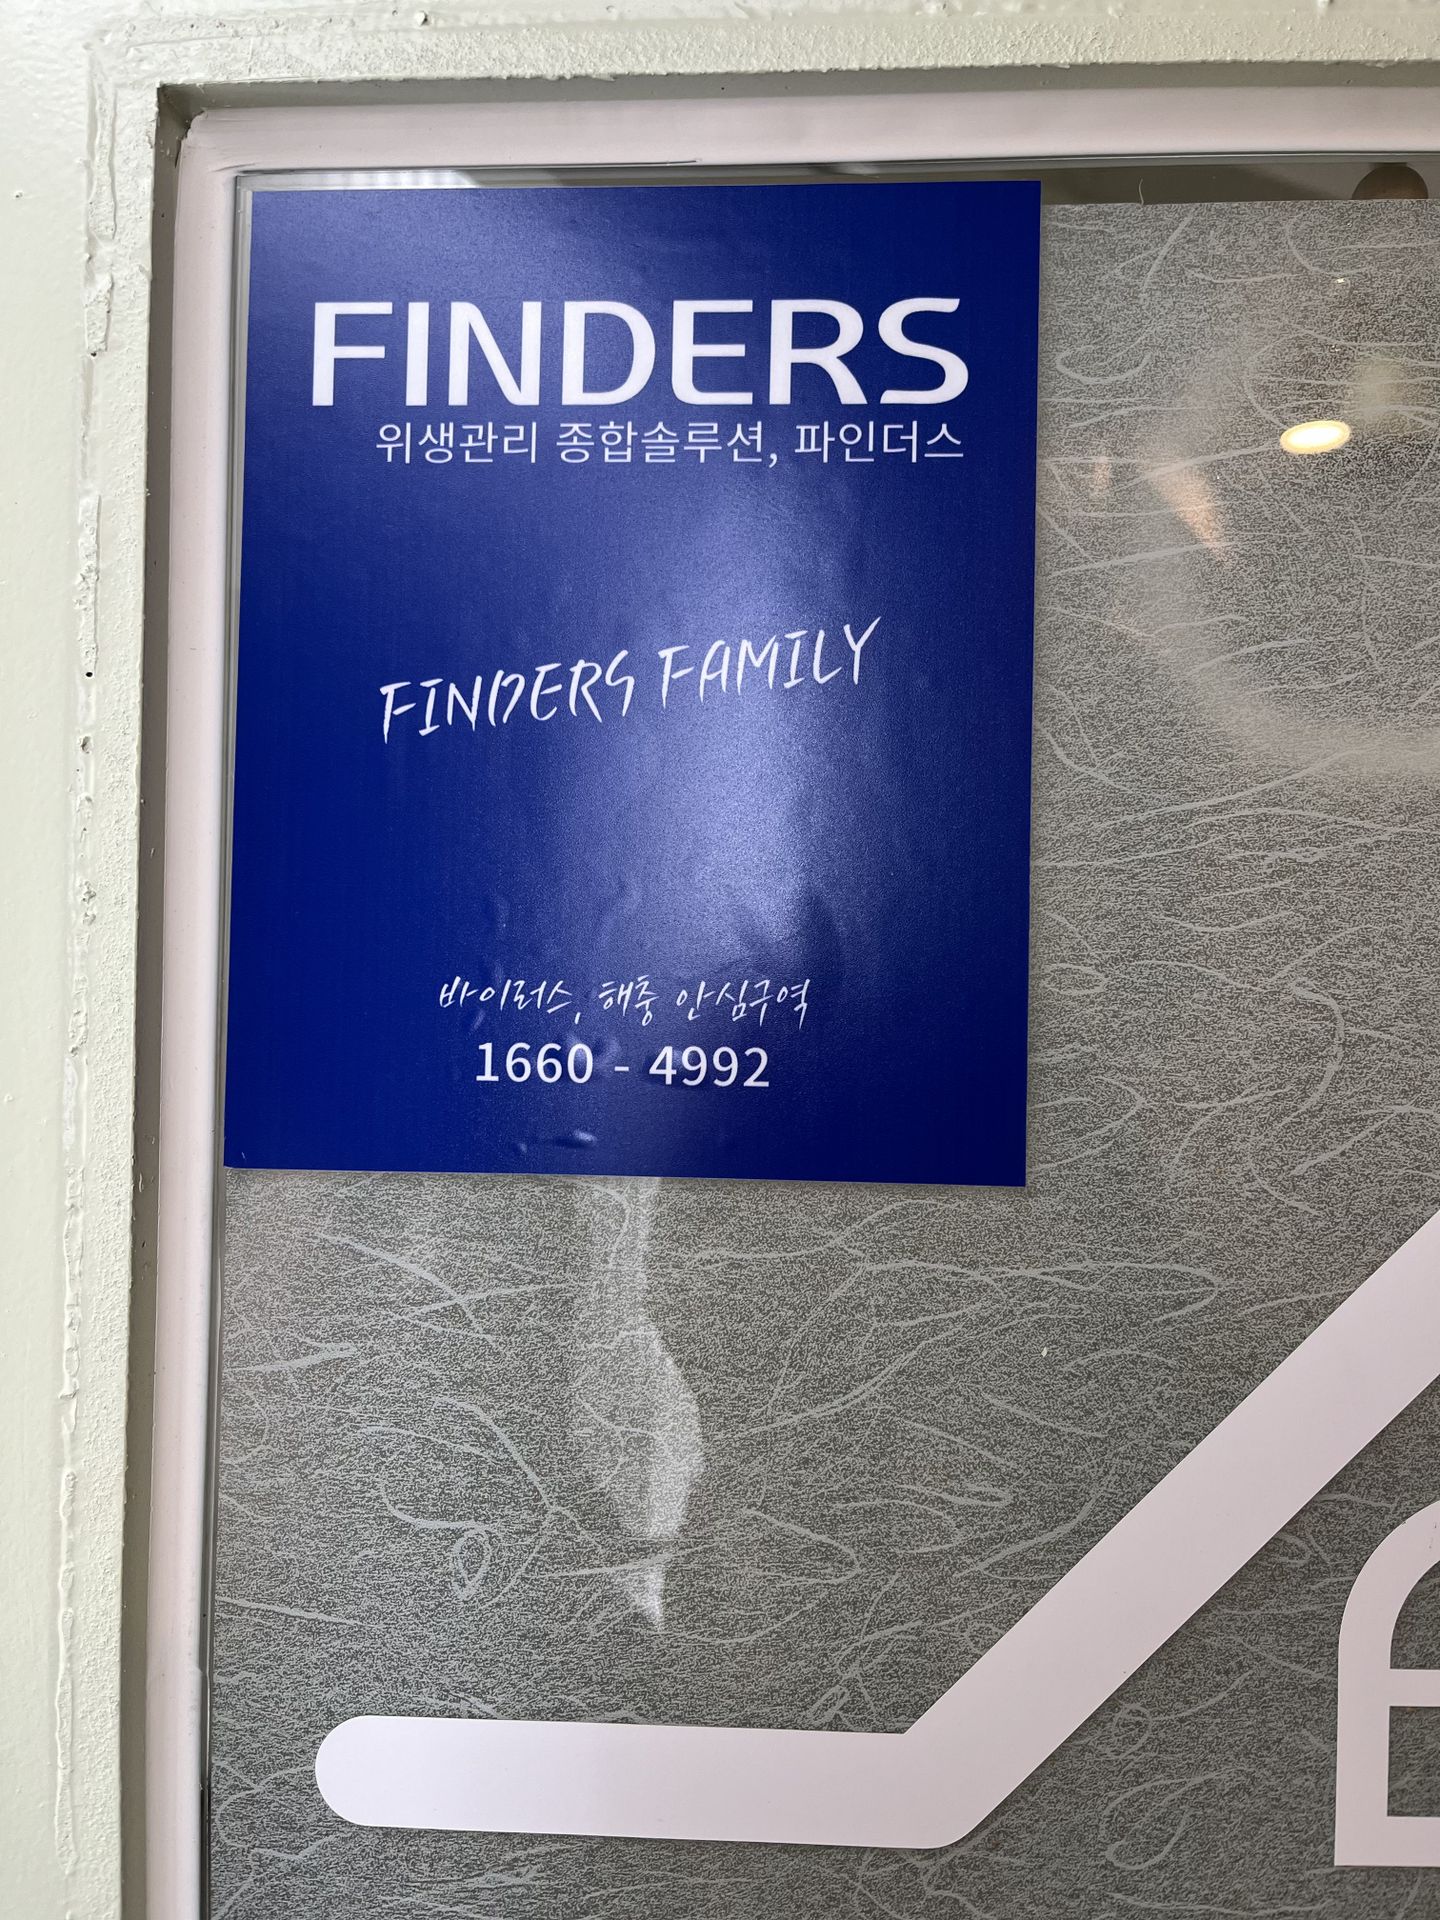 FINDERS
위생관리 종합솔루션, 파인더스
FINDERS FAMILY
바이러스, 해충 안심구역
1660 - 4992